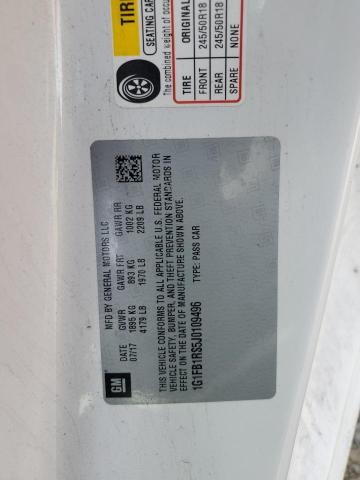 TIRE
SEATING CAP
The combined weight of occup
TIRE ORIGINAL
FRONT 245/50R18
REAR 245/50R18
SPARE NONE
MFD BY GENERAL MOTORS LLC
DATE GVWR GAWR FRT GAWR RR
07/17 1895 KG 893 KG 1002 KG
4179 LB 1970 LB 2209 LB
THIS VEHICLE CONFORMS TO ALL APPLICABLE U.S. FEDERAL MOTOR
VEHICLE SAFETY, BUMPER, AND THEFT PREVENTION STANDARDS IN
EFFECT ON THE DATE OF MANUFACTURE SHOWN ABOVE.
1G1FB1RS5J0109496 TYPE: PASS CAR
GM